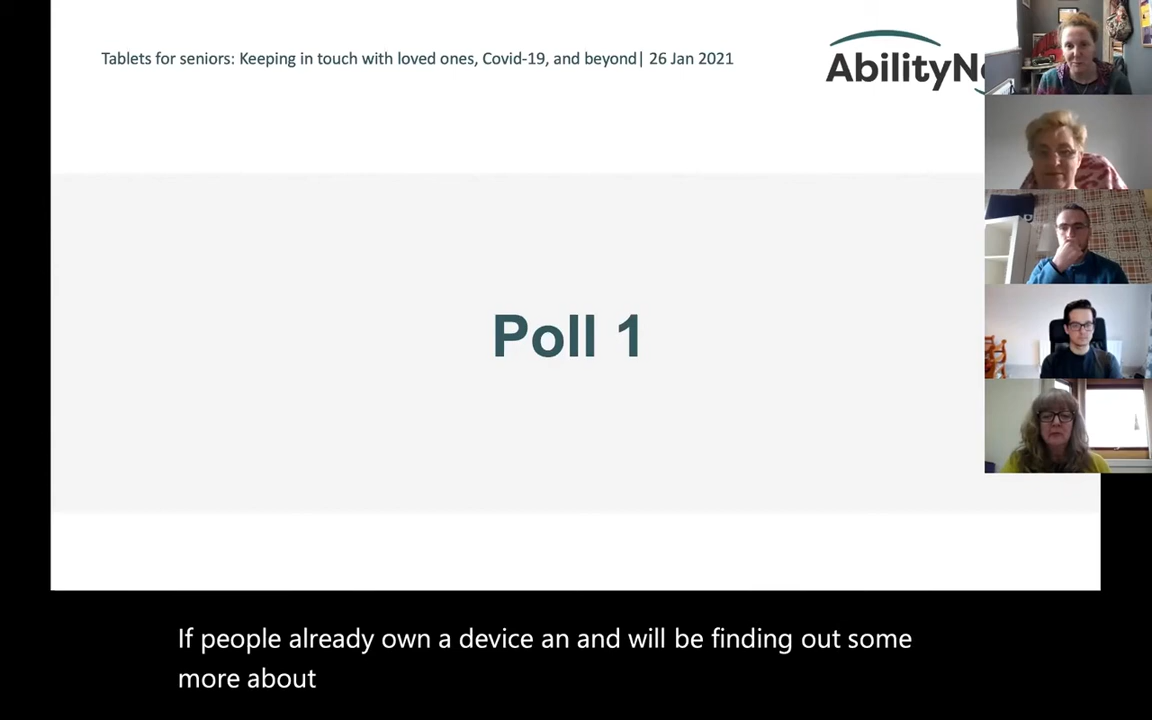 Tablets for seniors: Keeping in touch with loved ones, Covid-19, and beyond| 26 Jan 2021
AbilityN
Poll 1
If people already own a device an and will be finding out some
more about